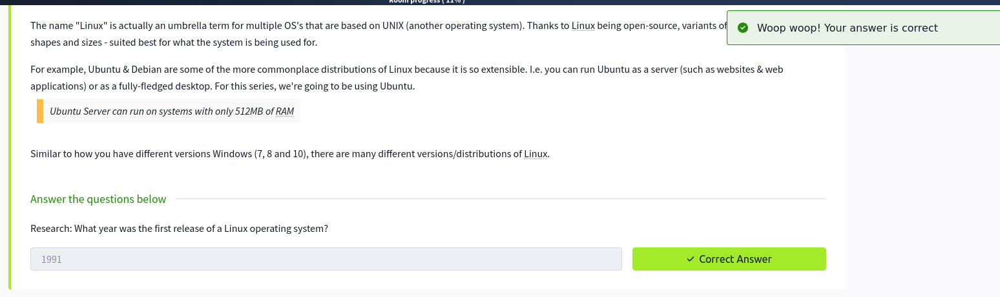 Room progress ( 11% )
The name "Linux" is actually an umbrella term for multiple OS's that are based on UNIX (another operating system). Thanks to Linux being open-source, variants of
Woop woop! Your answer is correct
shapes and sizes - suited best for what the system is being used for.
For example, Ubuntu & Debian are some of the more commonplace distributions of Linux because it is so extensible. I.e. you can run Ubuntu as a server (such as websites & web
applications) or as a fully-fledged desktop. For this series, we're going to be using Ubuntu.
Ubuntu Server can run on systems with only 512MB of RAM
Similar to how you have different versions Windows (7, 8 and 10), there are many different versions/distributions of Linux.
Answer the questions below
Research: What year was the first release of a Linux operating system?
1991
Correct Answer